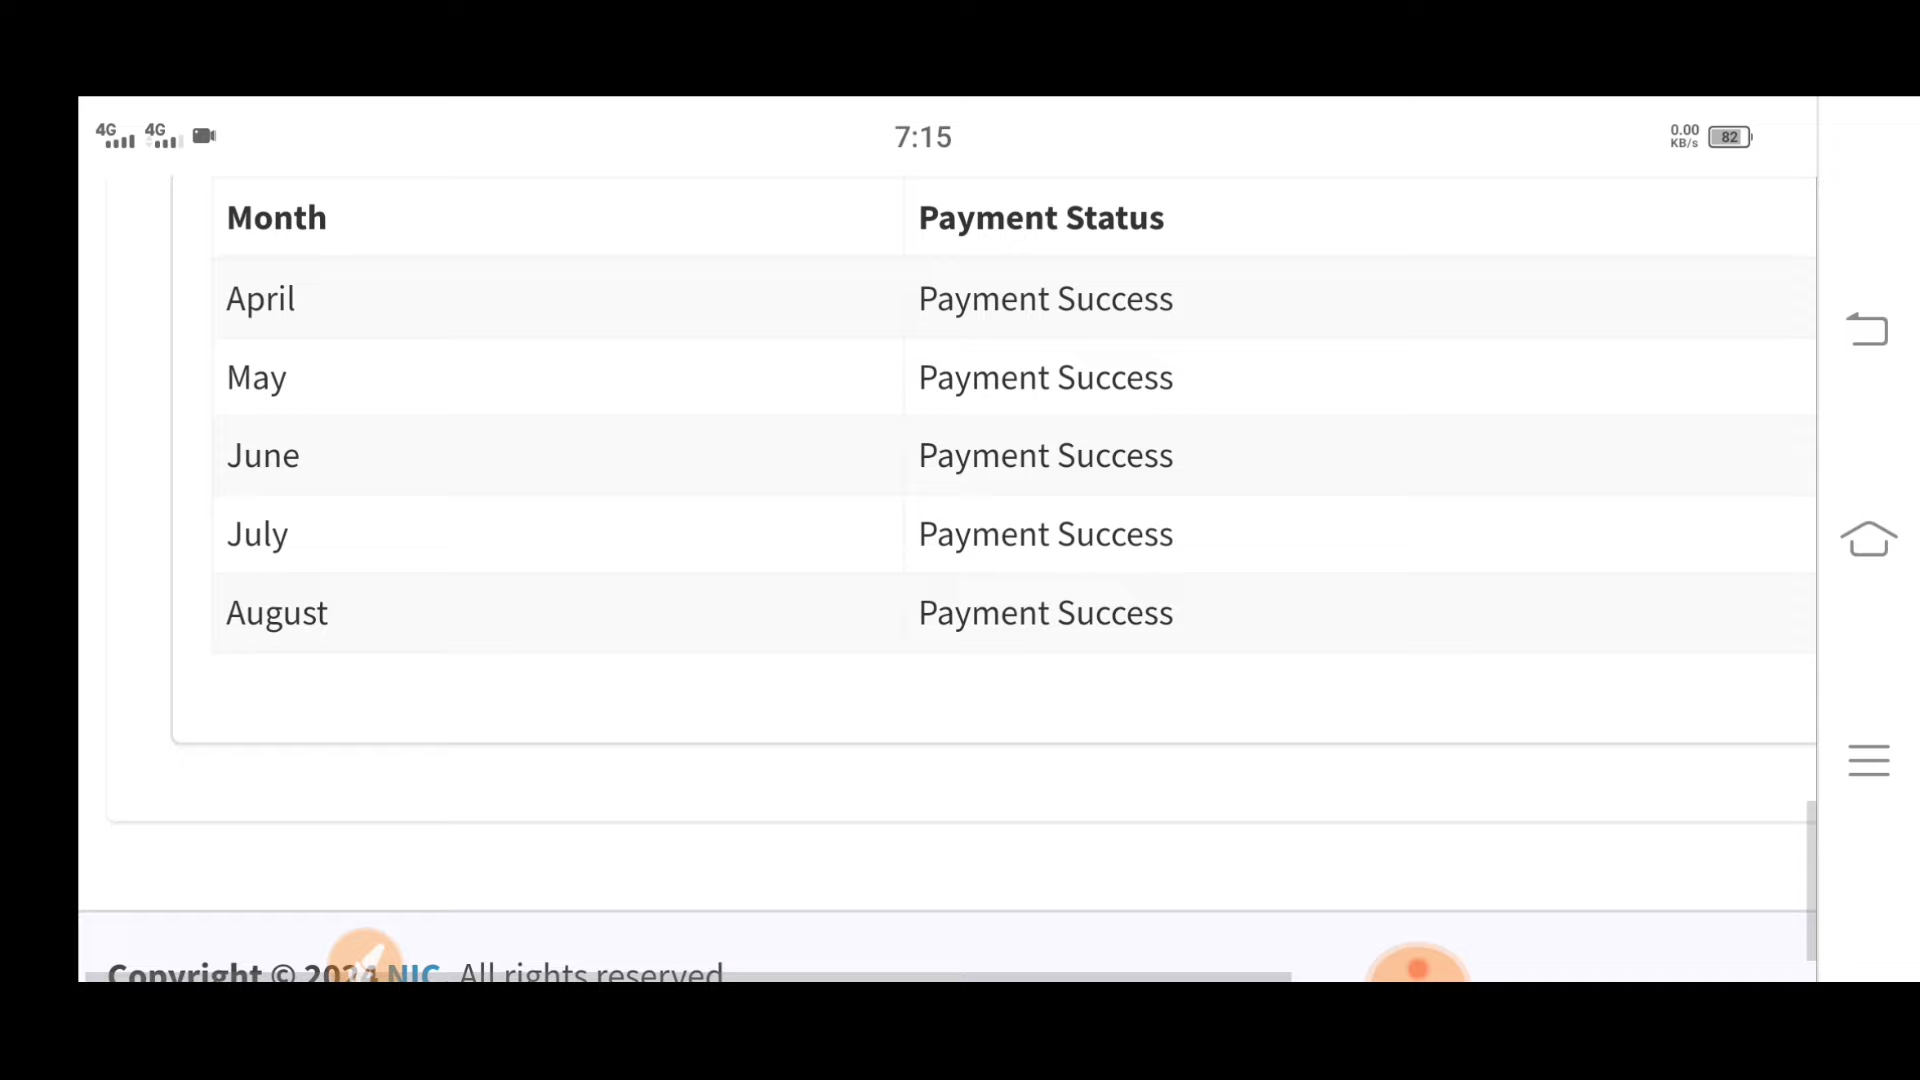 4G 4G 7:15 0.00 KB/s 82
Month Payment Status
April Payment Success
May Payment Success
June Payment Success
July Payment Success
August Payment Success
Copyright © NIC. All rights reserved